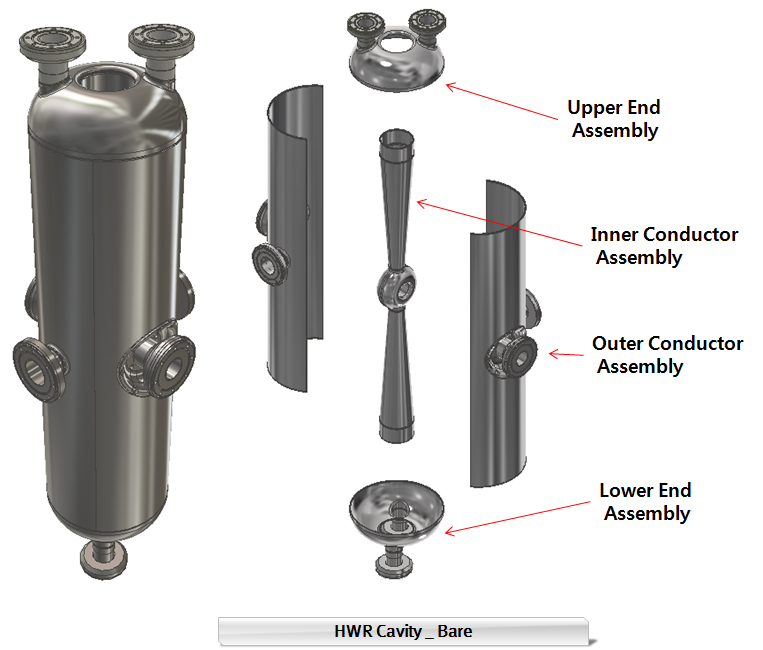 Upper End
Assembly
Inner Conductor
Assembly
Outer Conductor
Assembly
Lower End
Assembly
HWR Cavity _ Bare